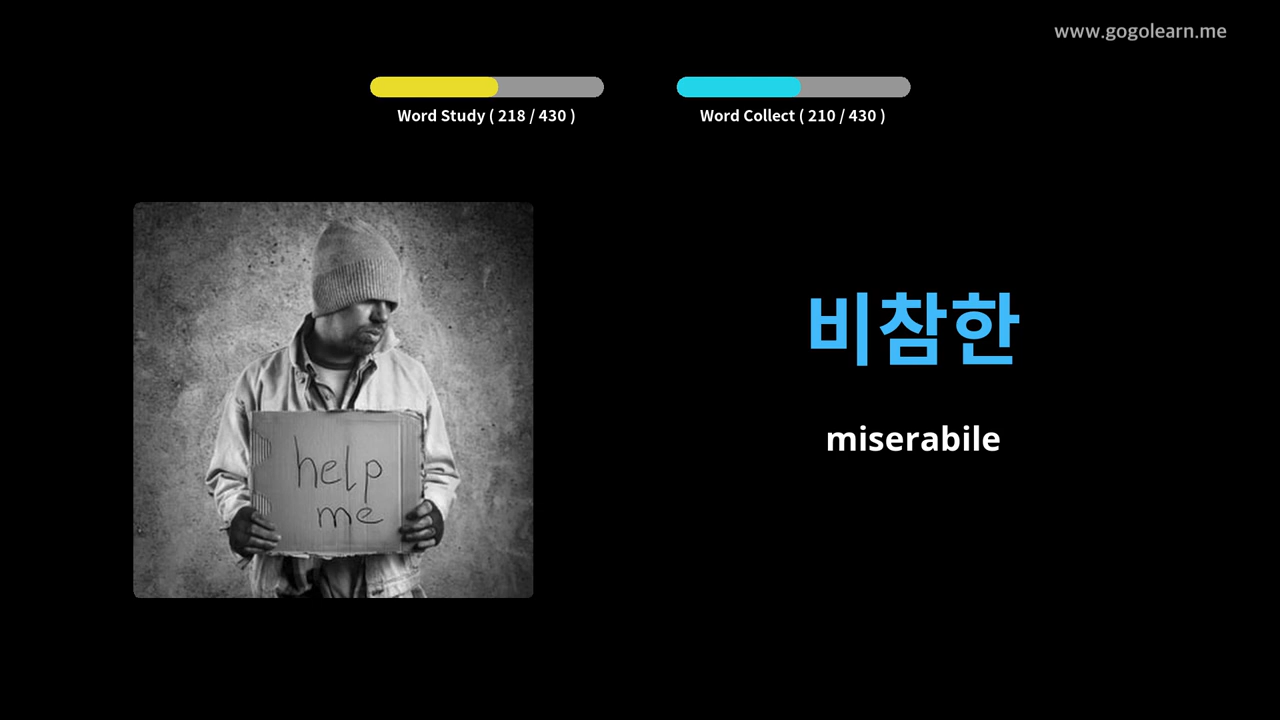 www.gogolearn.me
Word Study ( 218 / 430 )
Word Collect ( 210 / 430 )
help
me
비참한
miserabile